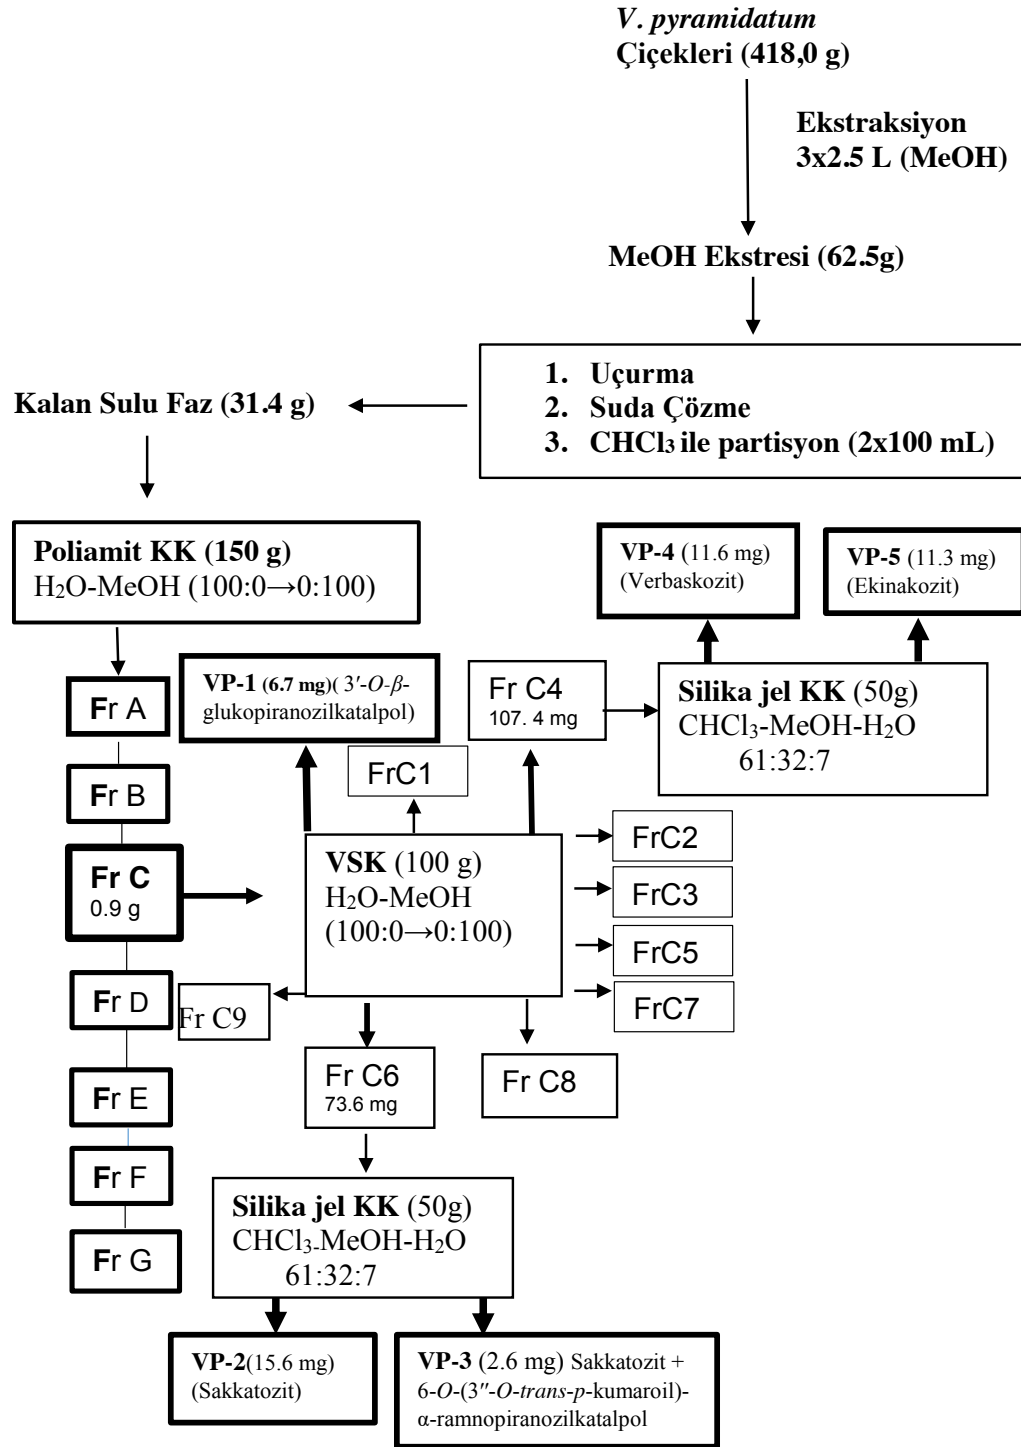 V. pyramidatum
Çiçekleri (418,0 g)
Ekstraksiyon
3x2.5 L (MeOH)
MeOH Ekstresi (62.5g)
1. Uçurma
2. Suda Çözme
3. CHCl₃ ile partisyon (2x100 mL)
Kalan Sulu Faz (31.4 g)
Poliamit KK (150 g)
H₂O-MeOH (100:0→0:100)
VP-4 (11.6 mg)
(Verbaskozit)
VP-5 (11.3 mg)
(Ekinakozit)
Fr A
VP-1 (6.7 mg)( 3′-O-β-
glukopiranozilkatalpol)
Fr C4
107. 4 mg
Silika jel KK (50g)
CHCl₃-MeOH-H₂O
61:32:7
Fr B
FrC1
Fr C
0.9 g
VSK (100 g)
H₂O-MeOH
(100:0→0:100)
FrC2
FrC3
FrC5
FrC7
Fr D
Fr C9
Fr C6
73.6 mg
Fr C8
Fr E
Fr F
Fr G
Silika jel KK (50g)
CHCl₃-MeOH-H₂O
61:32:7
VP-2(15.6 mg)
(Sakkatozit)
VP-3 (2.6 mg) Sakkatozit +
6-O-(3″-O-trans-p-kumaroil)-
α-ramnopiranozilkatalpol